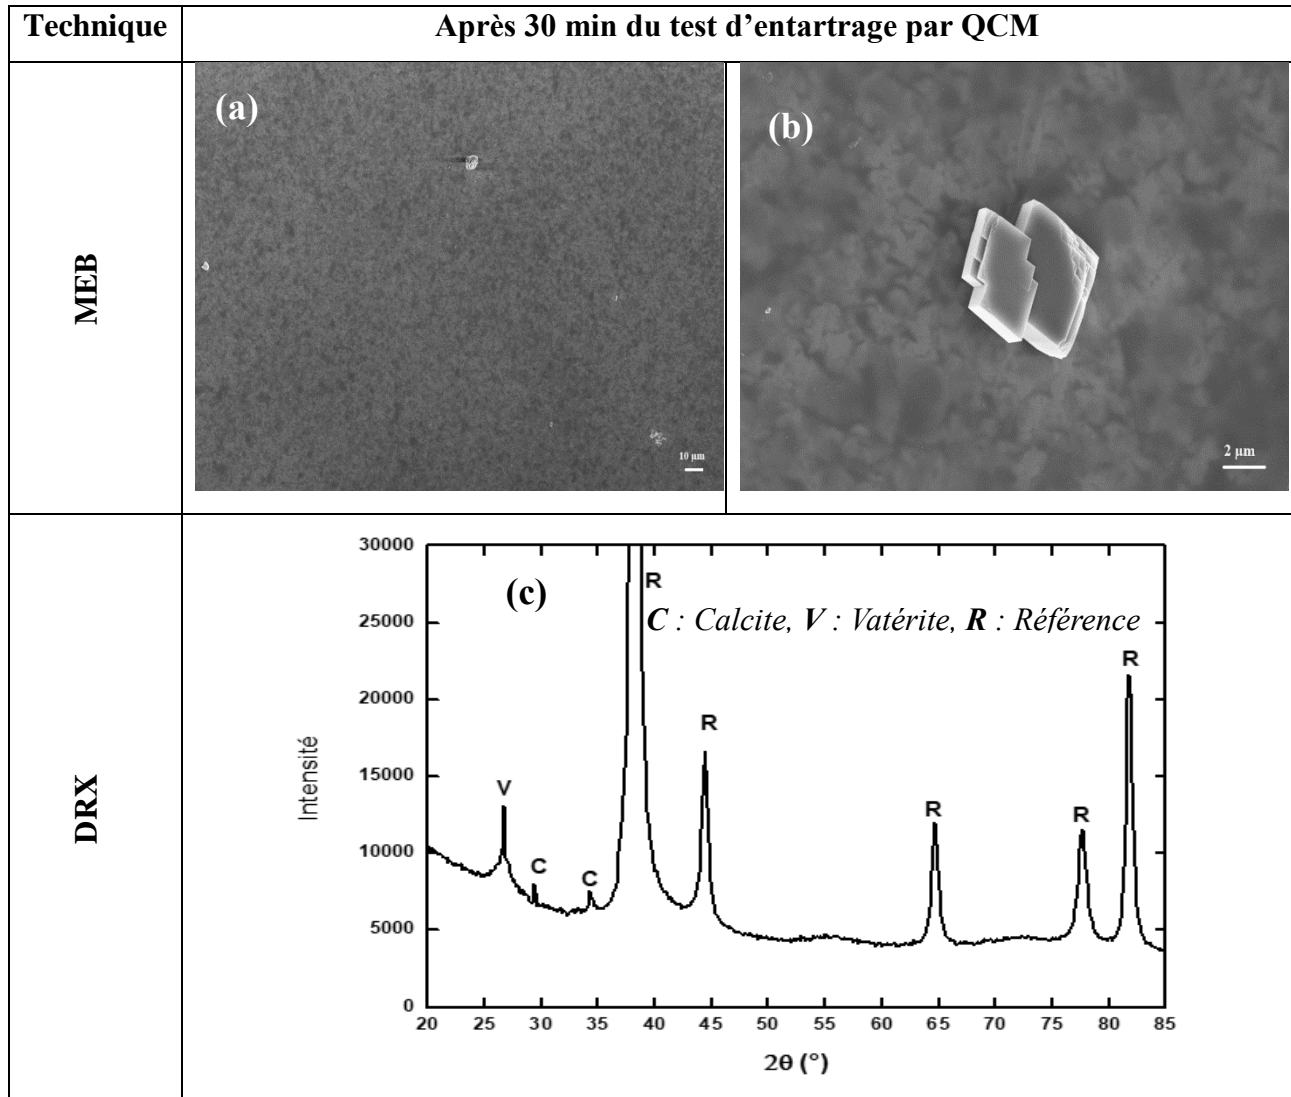 Technique
Après 30 min du test d’entartrage par QCM
MEB
(a)
10 µm
(b)
2 µm
DRX
(c)
C : Calcite, V : Vatérite, R : Référence
Intensité
30000
25000
20000
15000
10000
5000
0
V
C
C
R
R
R
R
R
20 25 30 35 40 45 50 55 60 65 70 75 80 85
2θ (°)